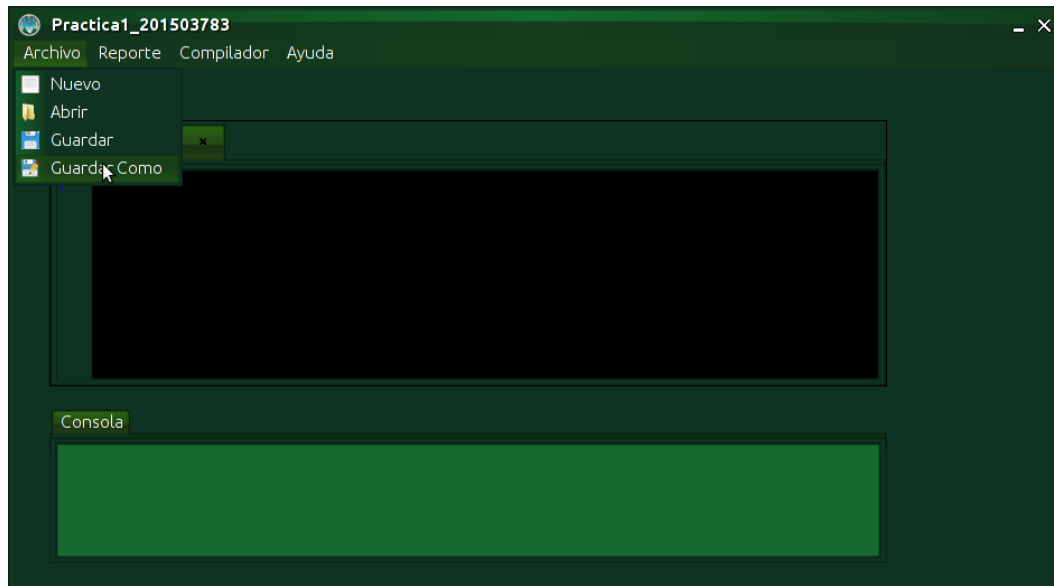 Practica1_201503783
Archivo Reporte Compilador Ayuda
Nuevo
Abrir
Guardar
Guardar Como
Consola